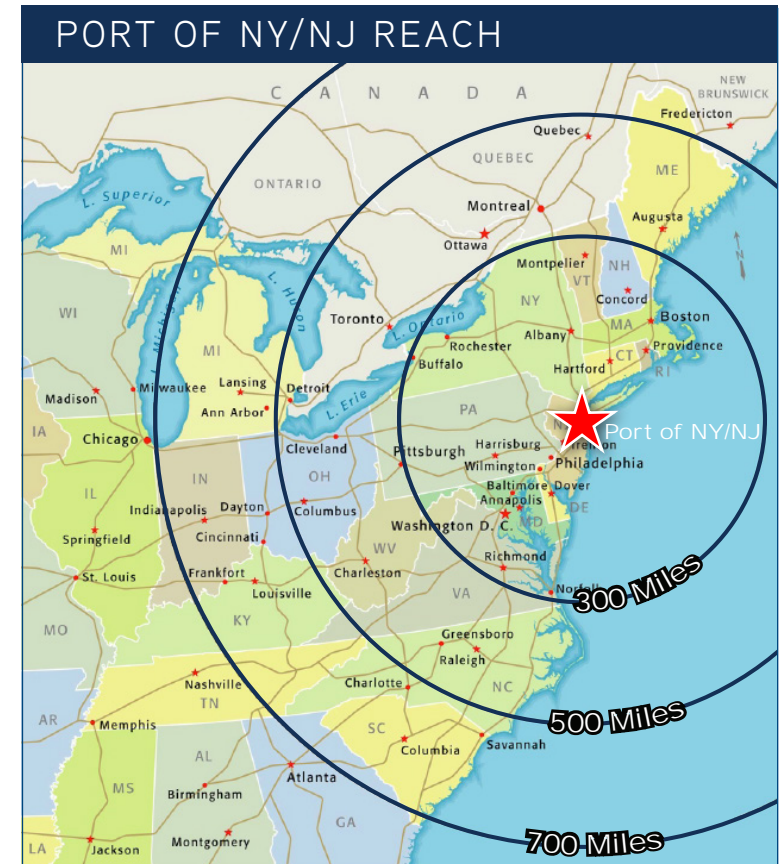 PORT OF NY/NJ REACH
C A N A D A
NEW
BRUNSWICK
Fredericton
Quebec
QUEBEC
ME
ONTARIO
L. Superior
Montreal
Augusta
Ottawa
MI
Montpelier
VT
NH
L. Huron
Concord
NY
WI
L. Michigan
Toronto
L. Ontario
Boston
MA
Albany
Rochester
Providence
CT
MI
Buffalo
Hartford
RI
Lansing
Detroit
Madison
Milwaukee
L. Erie
Ann Arbor
PA
IA
Port of NY/NJ
Chicago
Cleveland
Pittsburgh
Harrisburg
Wilmington
Philadelphia
OH
IN
Baltimore
Dover
IL
Annapolis
Dayton
Indianapolis
Columbus
DE
MD
Washington D. C.
Springfield
Cincinnati
WV
Richmond
St. Louis
Frankfort
Charleston
Louisville
VA
Norfolk
300 Miles
KY
MO
Greensboro
Raleigh
Nashville
Charlotte
NC
TN
500 Miles
AR
Memphis
SC
Columbia
Savannah
AL
Atlanta
MS
Birmingham
GA
Montgomery
700 Miles
LA
Jackson